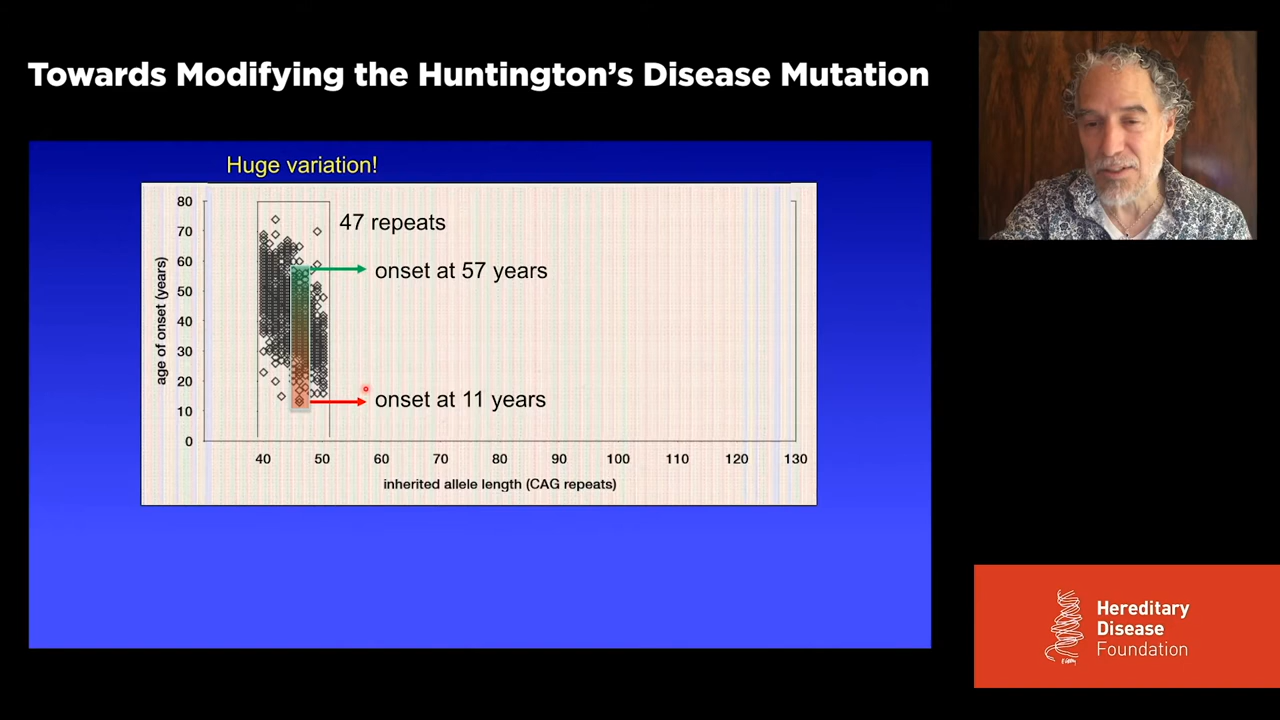 Towards Modifying the Huntington's Disease Mutation
Huge variation!
80
70
60
50
40
30
20
10
0
age of onset (years)
47 repeats
onset at 57 years
onset at 11 years
40 50 60 70 80 90 100 110 120 130
inherited allele length (CAG repeats)
Hereditary
Disease
Foundation